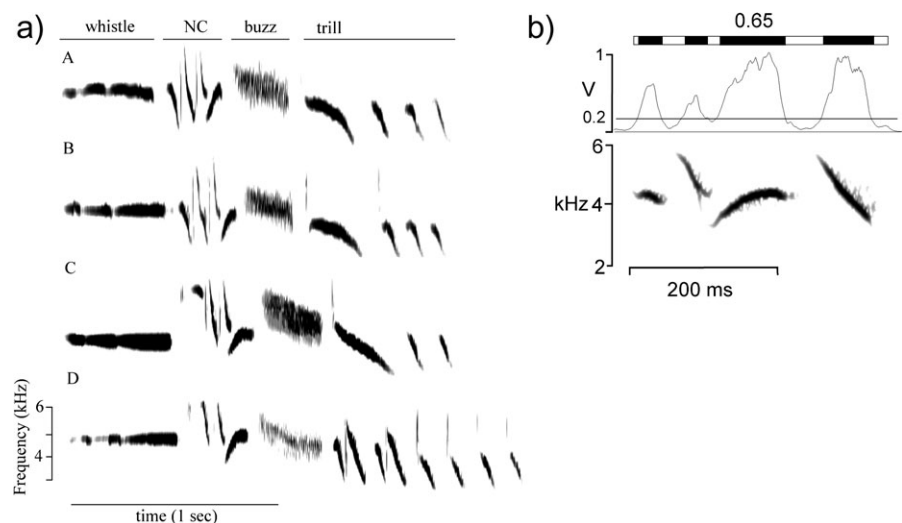 a)
whistle NC buzz trill
A
B
C
D
Frequency (kHz)
6
4
time (1 sec)
b)
0.65
1
V
0.2
6
kHz 4
2
200 ms